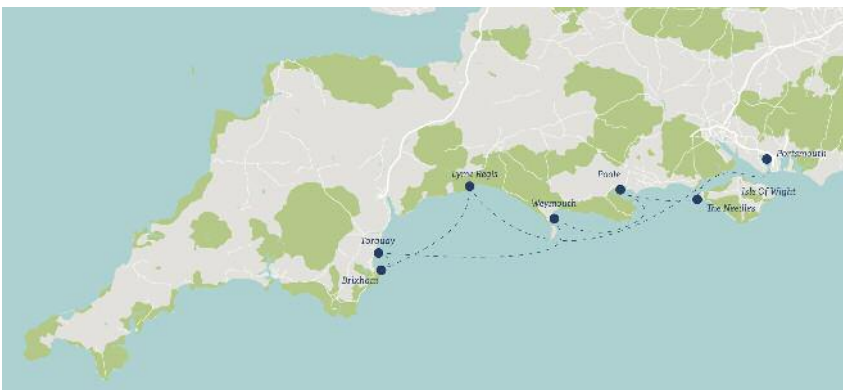 Portsmouth
Lyme Regis
Poole
Isle Of Wight
Weymouth
The Needles
Torquay
Brixham